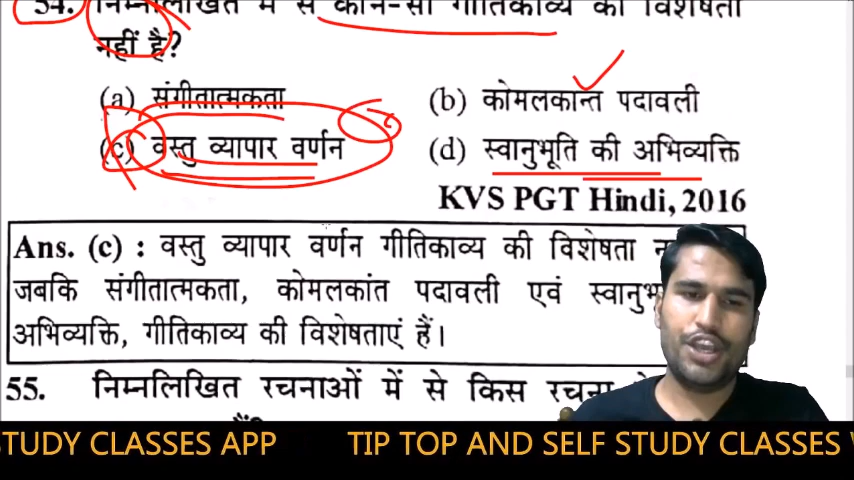 54. निम्नलिखित में से कौन-सी गीतिकाव्य की विशेषता
नहीं है?
(a) संगीतात्मकता (b) कोमलकान्त पदावली
(c) वस्तु व्यापार वर्णन (d) स्वानुभूति की अभिव्यक्ति
KVS PGT Hindi, 2016
Ans. (c) : वस्तु व्यापार वर्णन गीतिकाव्य की विशेषता
जबकि संगीतात्मकता, कोमलकांत पदावली एवं
अभिव्यक्ति, गीतिकाव्य की विशेषताएं हैं।
55. निम्नलिखित रचनाओं में से किस रचना
STUDY CLASSES APP TIP TOP AND SELF STUDY CLASSES